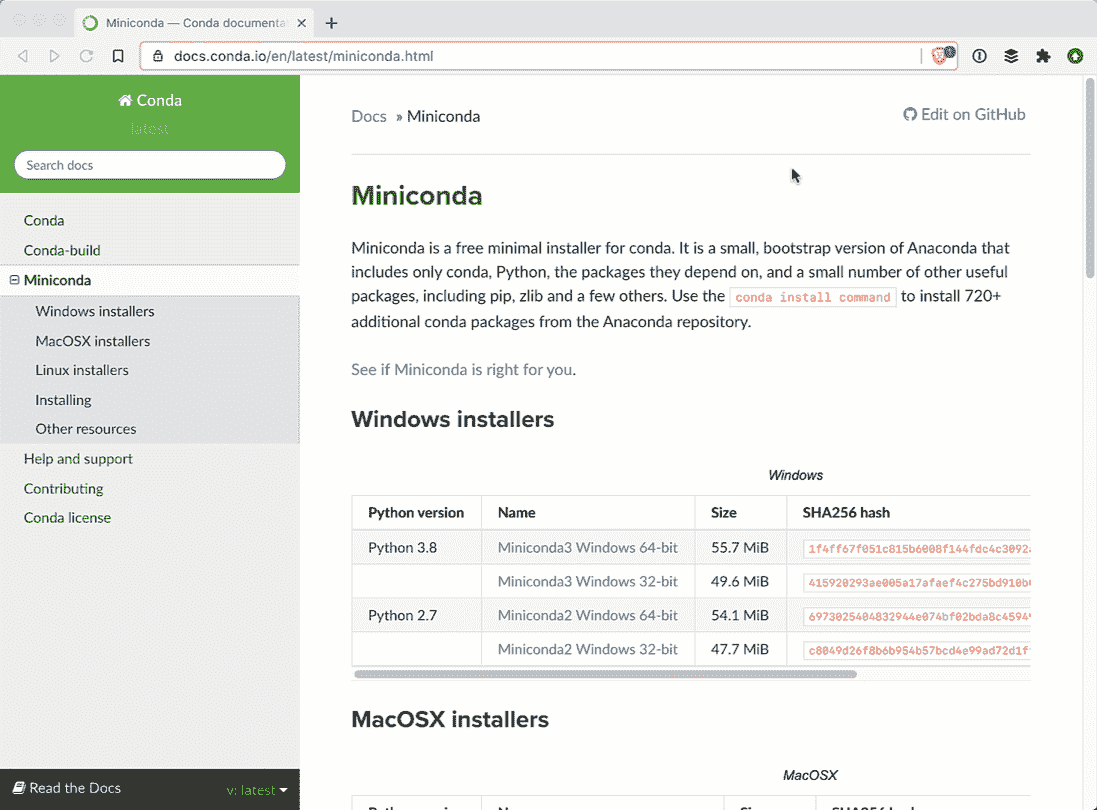 Miniconda — Conda documenta
docs.conda.io/en/latest/miniconda.html
Conda
latest
Search docs
Conda
Conda-build
Miniconda
Windows installers
MacOSX installers
Linux installers
Installing
Other resources
Help and support
Contributing
Conda license
Read the Docs
v: latest
Docs » Miniconda
Edit on GitHub
Miniconda
Miniconda is a free minimal installer for conda. It is a small, bootstrap version of Anaconda that
includes only conda, Python, the packages they depend on, and a small number of other useful
packages, including pip, zlib and a few others. Use the conda install command to install 720+
additional conda packages from the Anaconda repository.
See if Miniconda is right for you.
Windows installers
Windows
Python version Name Size SHA256 hash
Python 3.8 Miniconda3 Windows 64-bit 55.7 MiB 1f4ff67f051c815b6008f144fdc4c3092
Miniconda3 Windows 32-bit 49.6 MiB 415920293ae005a17afaef4c275bd910b
Python 2.7 Miniconda2 Windows 64-bit 54.1 MiB 6973025404832944e074bf02bda8c4594
Miniconda2 Windows 32-bit 47.7 MiB c8049d26f8b6b954b57bcd4e99ad72d1f
MacOSX installers
MacOSX